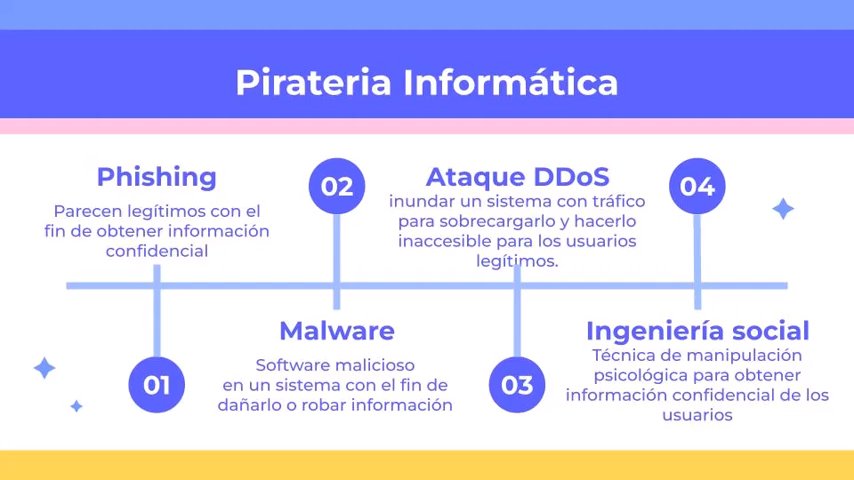 Pirateria Informática
Phishing
Parecen legítimos con el
fin de obtener información
confidencial
01
02
Malware
Software malicioso
en un sistema con el fin de
dañarlo o robar información
Ataque DDoS
inundar un sistema con tráfico
para sobrecargarlo y hacerlo
inaccesible para los usuarios
legítimos.
03
04
Ingeniería social
Técnica de manipulación
psicológica para obtener
información confidencial de los
usuarios